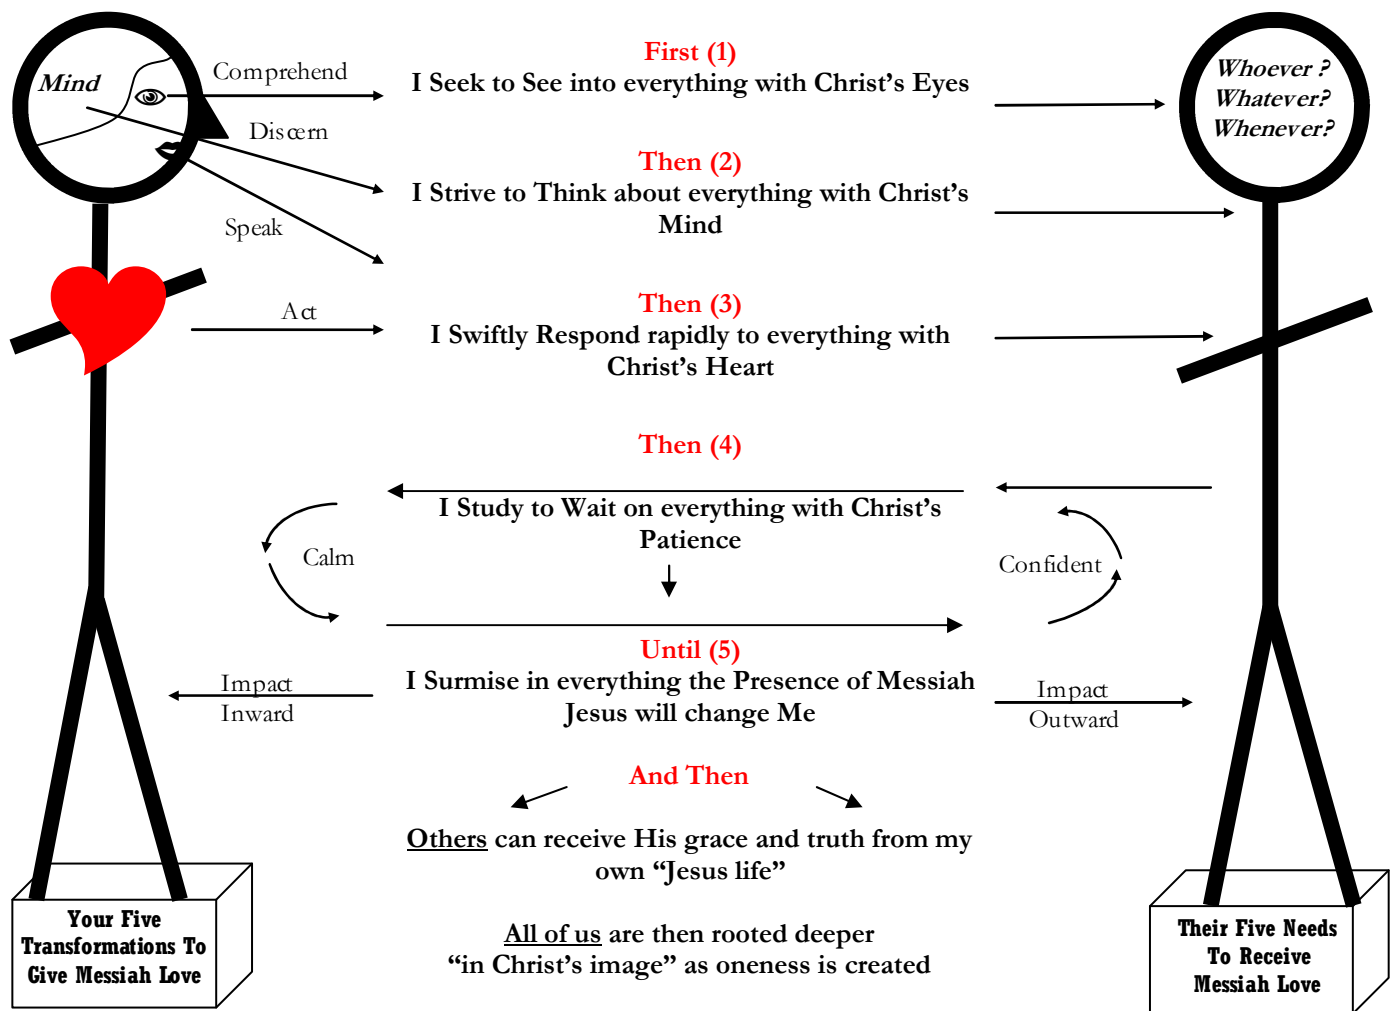 Mind
Comprehend
Discern
Speak
Act
First (1)
I Seek to See into everything with Christ's Eyes
Then (2)
I Strive to Think about everything with Christ's
Mind
Then (3)
I Swiftly Respond rapidly to everything with
Christ's Heart
Then (4)
I Study to Wait on everything with Christ's
Patience
Calm
Confident
Until (5)
I Surmise in everything the Presence of Messiah
Jesus will change Me
Impact
Inward
Impact
Outward
And Then
Others can receive His grace and truth from my
own “Jesus life”
All of us are then rooted deeper
“in Christ's image” as oneness is created
Whoever ?
Whatever?
Whenever?
Your Five
Transformations To
Give Messiah Love
Their Five Needs
To Receive
Messiah Love